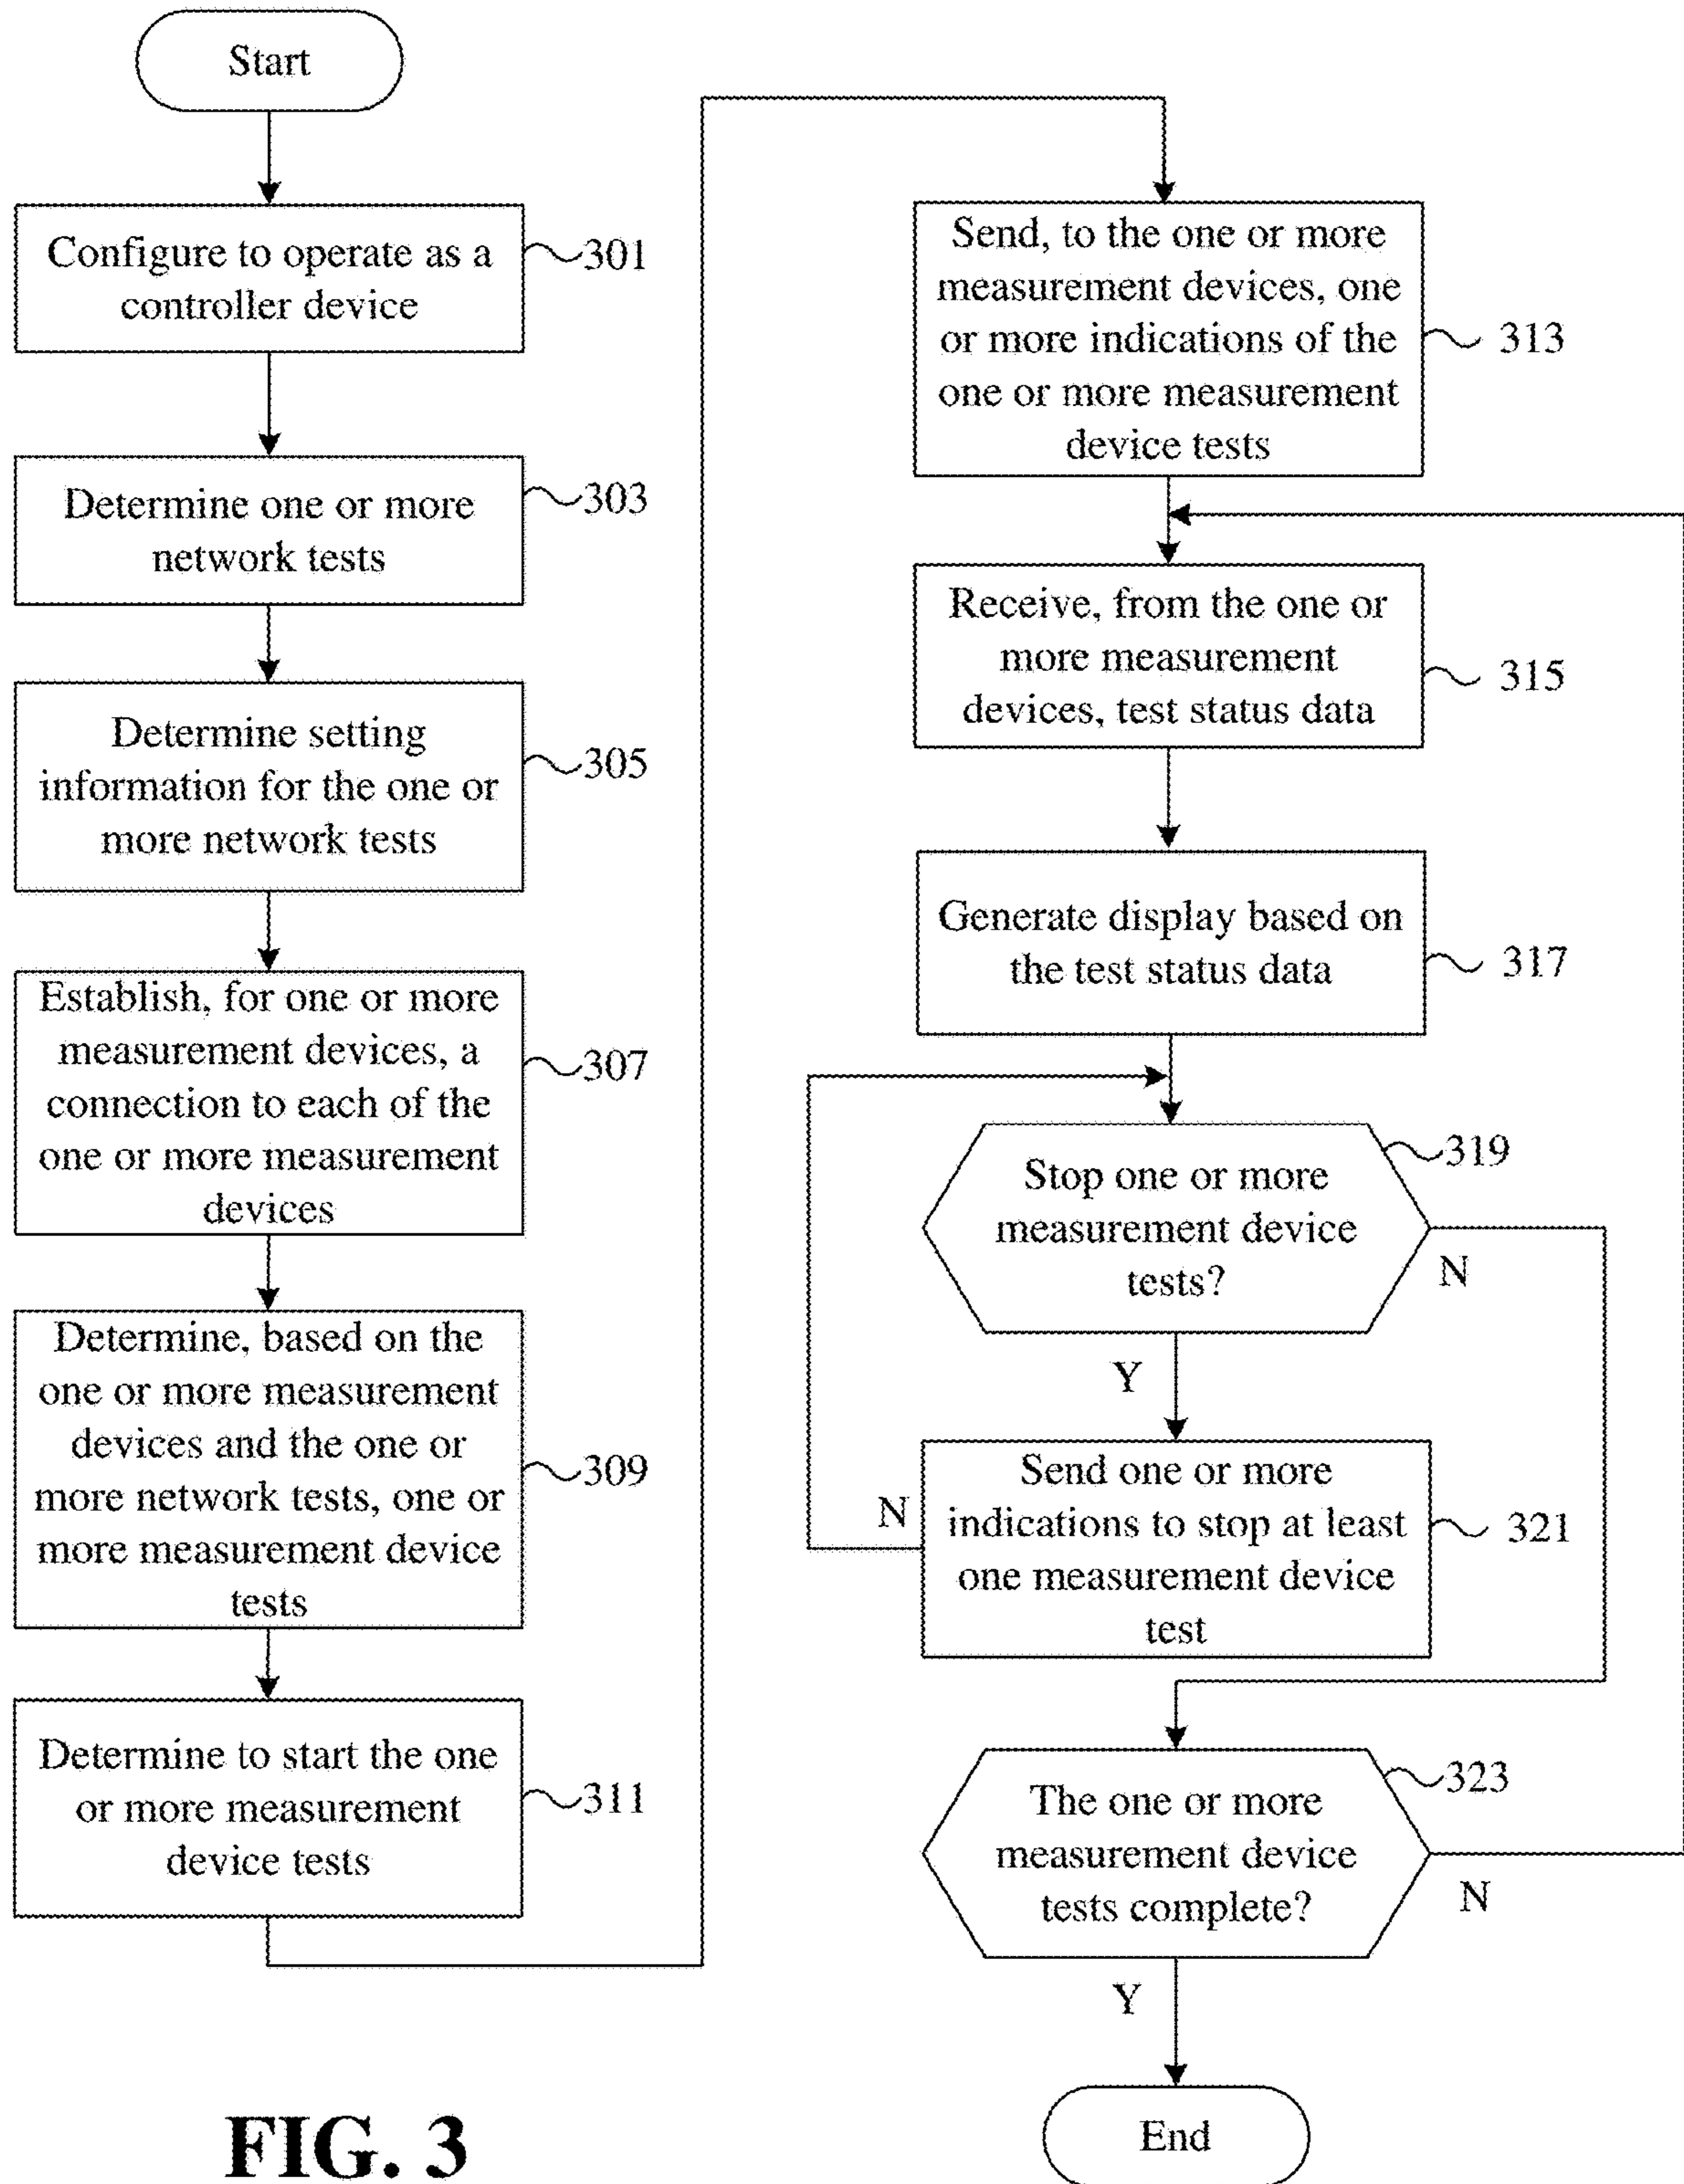 Start
Configure to operate as a
controller device
301
Determine one or more
network tests
303
Determine setting
information for the one or
more network tests
305
Establish, for one or more
measurement devices, a
connection to each of the
one or more measurement
devices
307
Determine, based on the
one or more measurement
devices and the one or
more network tests, one or
more measurement device
tests
309
Determine to start the one
or more measurement
device tests
311
Send, to the one or more
measurement devices, one
or more indications of the
one or more measurement
device tests
313
Receive, from the one or
more measurement
devices, test status data
315
Generate display based on
the test status data
317
Stop one or more
measurement device
tests?
319
N
Y
Send one or more
indications to stop at least
one measurement device
test
321
N
The one or more
measurement device
tests complete?
323
N
Y
End
FIG. 3